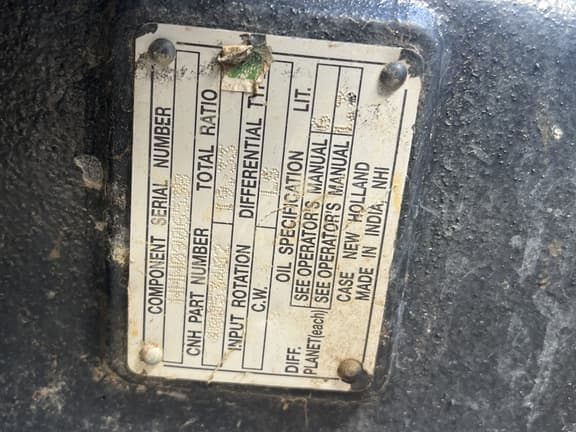 COMPONENT SERIAL NUMBER
CNH PART NUMBER TOTAL RATIO
INPUT ROTATION DIFFERENTIAL
C.W.
OIL SPECIFICATION LIT.
DIFF. SEE OPERATOR'S MANUAL
PLANET(each) SEE OPERATOR'S MANUAL
CASE NEW HOLLAND
MADE IN INDIA, NHI